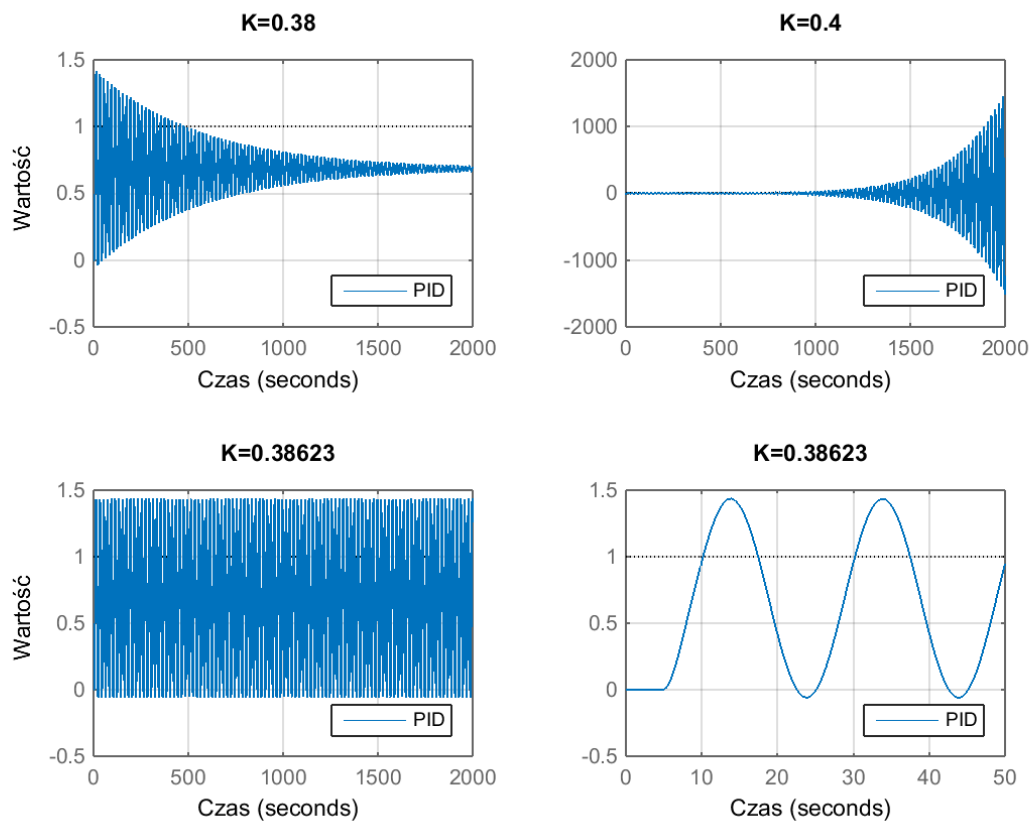 K=0.38
1.5
1
0.5
0
-0.5
Wartość
PID
0 500 1000 1500 2000
Czas (seconds)
K=0.4
2000
1000
0
-1000
-2000
PID
0 500 1000 1500 2000
Czas (seconds)
K=0.38623
1.5
1
0.5
0
-0.5
Wartość
PID
0 500 1000 1500 2000
Czas (seconds)
K=0.38623
1.5
1
0.5
0
-0.5
PID
0 10 20 30 40 50
Czas (seconds)